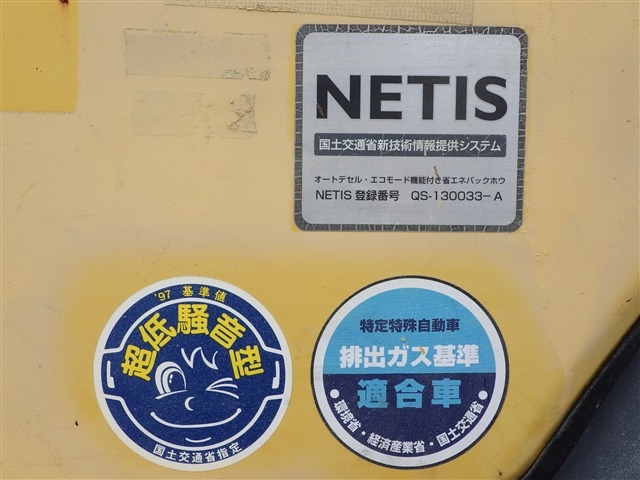 NETIS
国土交通省新技術情報提供システム
オートデセル・エコモード機能付き省エネバックホウ
NETIS 登録番号 QS-130033-A
'97 基準値
超低騒音型
国土交通省指定
特定特殊自動車
排出ガス基準
適合車
・環境省・経済産業省・国土交通省・